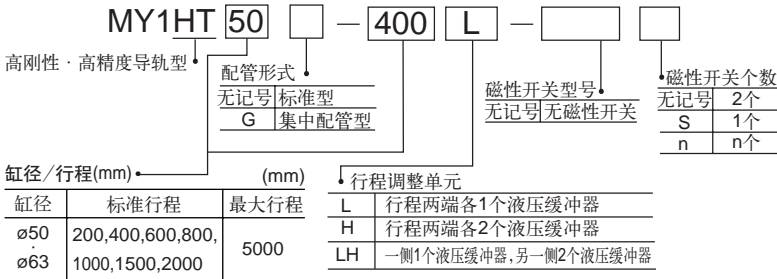 MY1HT 50 □ — 400 L — □ □
高刚性·高精度导轨型
配管形式
无记号 标准型
G 集中配管型
磁性开关型号
无记号 无磁性开关
磁性开关个数
无记号 2个
S 1个
n n个
缸径/行程(mm) (mm)
缸径 标准行程 最大行程
ø50 · ø63 200,400,600,800, 5000
1000,1500,2000
行程调整单元
L 行程两端各1个液压缓冲器
H 行程两端各2个液压缓冲器
LH 一侧1个液压缓冲器,另一侧2个液压缓冲器